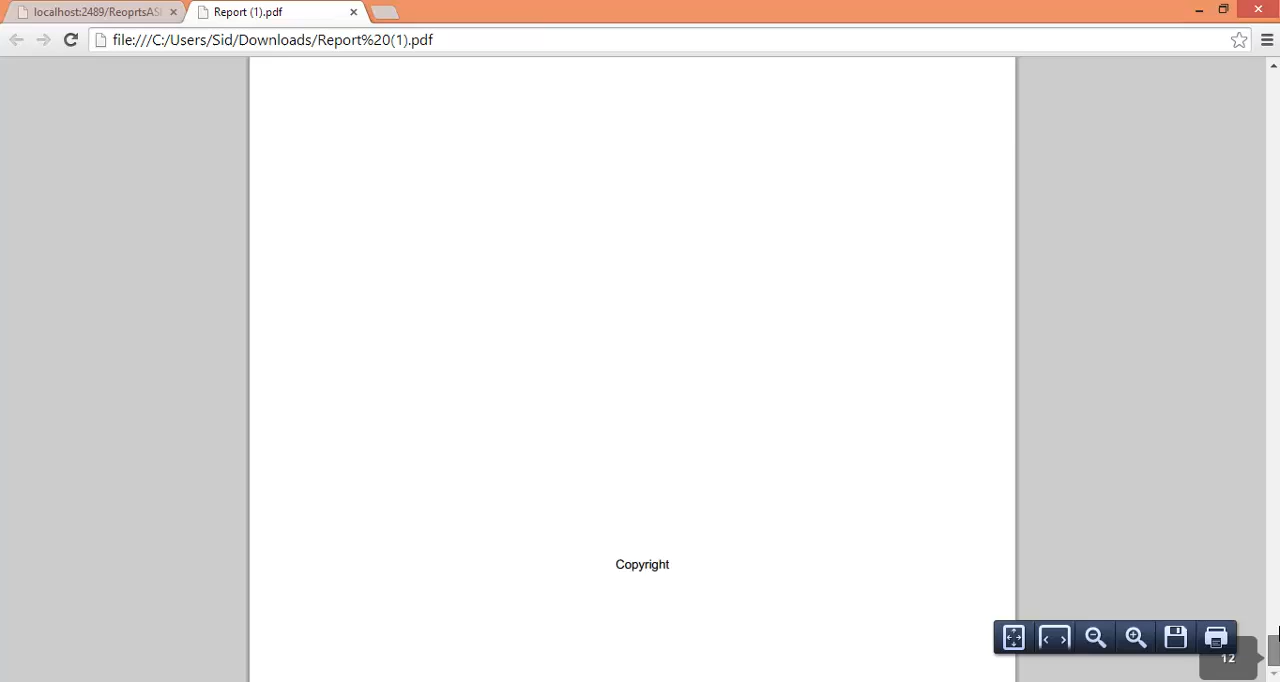 localhost:2489/ReoprtsAS
Report (1).pdf
file:///C:/Users/Sid/Downloads/Report%20(1).pdf
Copyright
12